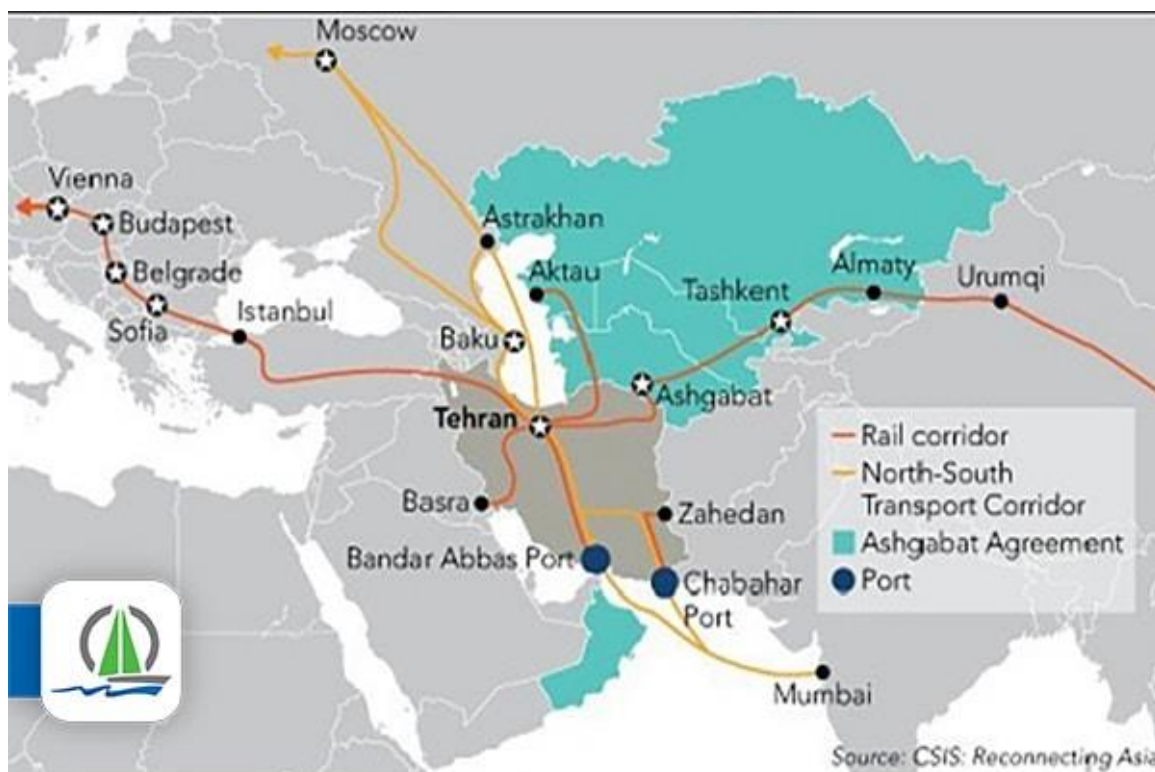 Moscow
Vienna
Budapest
Astrakhan
Belgrade
Aktau
Almaty
Urumqi
Tashkent
Sofia
Istanbul
Baku
Ashgabat
Tehran
Basra
Zahedan
Bandar Abbas Port
Chabahar
Port
Mumbai
Rail corridor
North-South
Transport Corridor
Ashgabat Agreement
Port
Source: CSIS: Reconnecting Asia